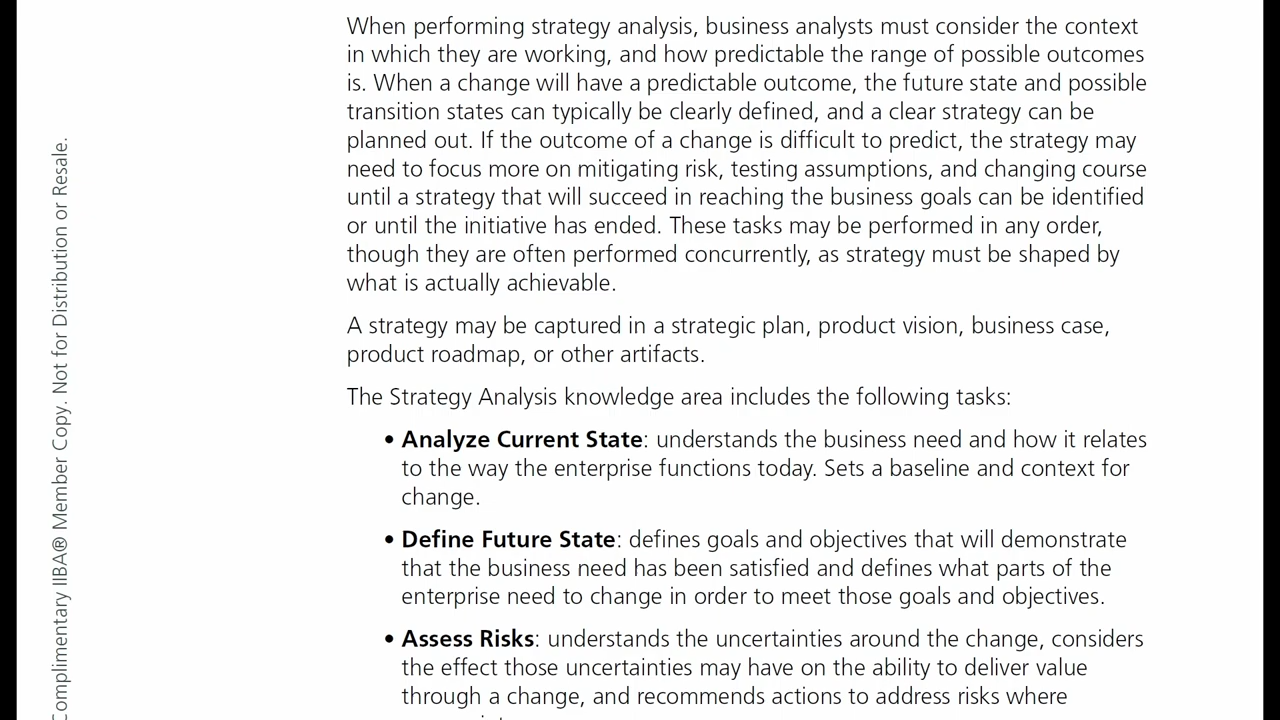 When performing strategy analysis, business analysts must consider the context
in which they are working, and how predictable the range of possible outcomes
is. When a change will have a predictable outcome, the future state and possible
transition states can typically be clearly defined, and a clear strategy can be
planned out. If the outcome of a change is difficult to predict, the strategy may
need to focus more on mitigating risk, testing assumptions, and changing course
until a strategy that will succeed in reaching the business goals can be identified
or until the initiative has ended. These tasks may be performed in any order,
though they are often performed concurrently, as strategy must be shaped by
what is actually achievable.
A strategy may be captured in a strategic plan, product vision, business case,
product roadmap, or other artifacts.
The Strategy Analysis knowledge area includes the following tasks:
• Analyze Current State: understands the business need and how it relates
to the way the enterprise functions today. Sets a baseline and context for
change.
• Define Future State: defines goals and objectives that will demonstrate
that the business need has been satisfied and defines what parts of the
enterprise need to change in order to meet those goals and objectives.
• Assess Risks: understands the uncertainties around the change, considers
the effect those uncertainties may have on the ability to deliver value
through a change, and recommends actions to address risks where
Complimentary IIBA® Member Copy. Not for Distribution or Resale.